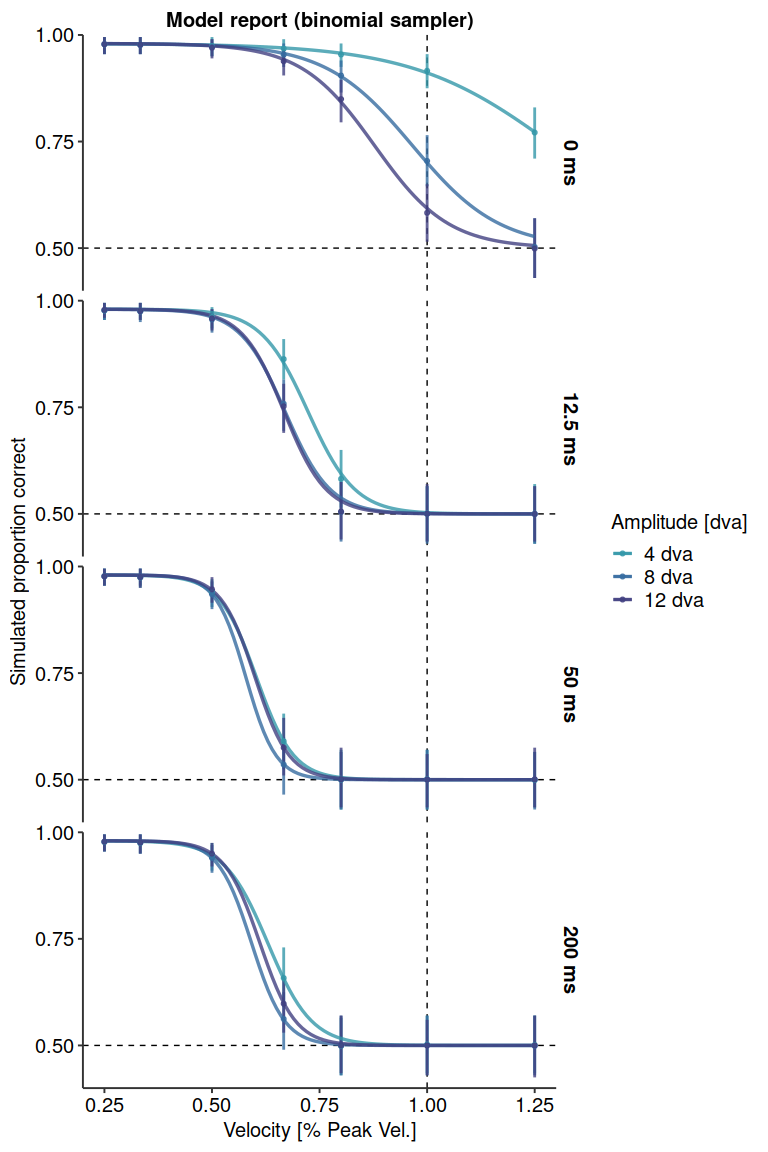 Model report (binomial sampler)
1.00
0.75
0.50
0 ms
1.00
0.75
0.50
12.5 ms
1.00
0.75
0.50
50 ms
1.00
0.75
0.50
200 ms
0.25 0.50 0.75 1.00 1.25
Velocity [% Peak Vel.]
Simulated proportion correct
Amplitude [dva]
4 dva
8 dva
12 dva